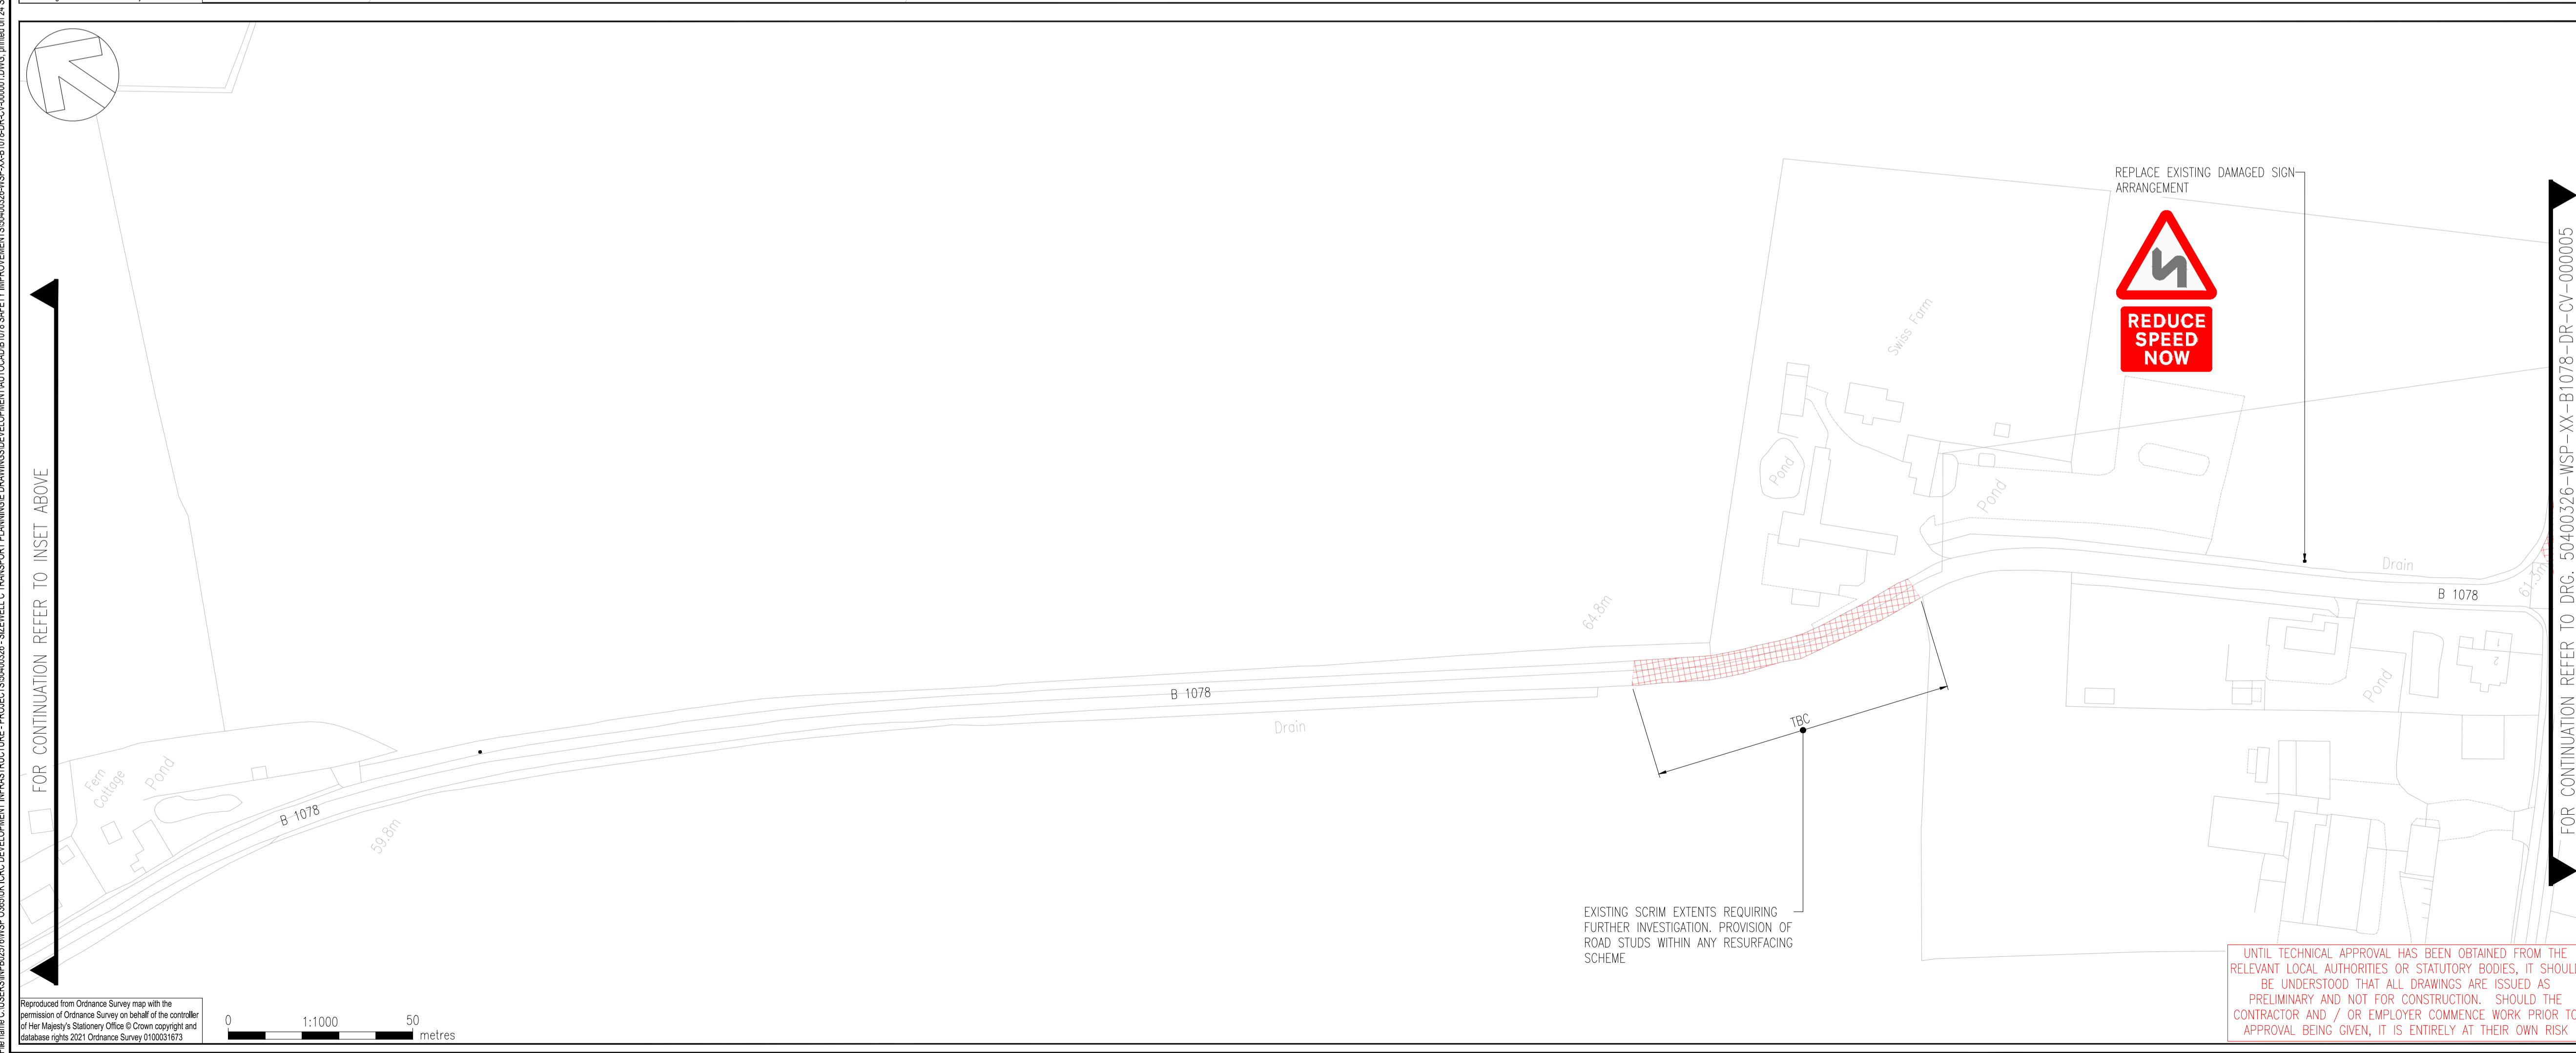 REPLACE EXISTING DAMAGED SIGN
ARRANGEMENT
REDUCE
SPEED
NOW
Swiss Farm
Pond
Pond
Drain
B 1078
61.3m
1
2
Pond
64.8m
B 1078
Drain
TBC
Fern
Cottage
Pond
B 1078
59.8m
EXISTING SCRIM EXTENTS REQUIRING
FURTHER INVESTIGATION. PROVISION OF
ROAD STUDS WITHIN ANY RESURFACING
SCHEME
FOR CONTINUATION REFER TO INSET ABOVE
FOR CONTINUATION REFER TO DRG. 50400326-WSP-XX-B1078-DR-CV-000005
Reproduced from Ordnance Survey map with the
permission of Ordnance Survey on behalf of the controller
of Her Majesty's Stationery Office © Crown copyright and
database rights 2021 Ordnance Survey 0100031673
0
1:1000
50
metres
UNTIL TECHNICAL APPROVAL HAS BEEN OBTAINED FROM THE
RELEVANT LOCAL AUTHORITIES OR STATUTORY BODIES, IT SHOUL
BE UNDERSTOOD THAT ALL DRAWINGS ARE ISSUED AS
PRELIMINARY AND NOT FOR CONSTRUCTION. SHOULD THE
CONTRACTOR AND / OR EMPLOYER COMMENCE WORK PRIOR TO
APPROVAL BEING GIVEN, IT IS ENTIRELY AT THEIR OWN RISK